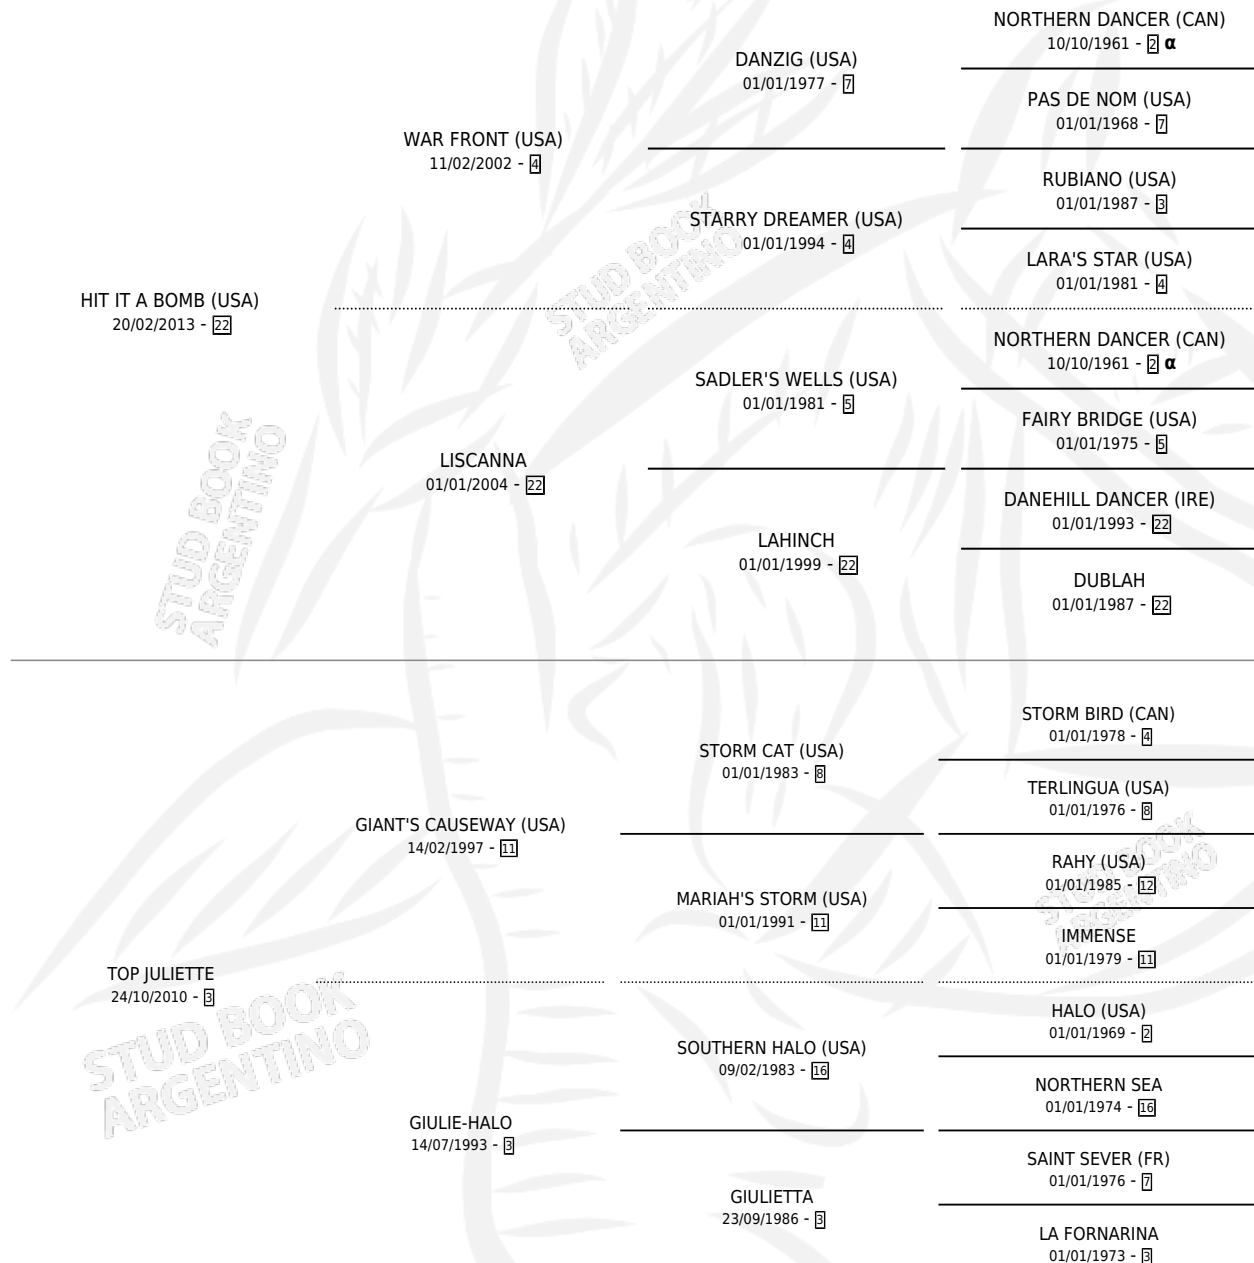 NORTHERN DANCER (CAN)
10/10/1961 - 2 α
DANZIG (USA)
01/01/1977 - 7
PAS DE NOM (USA)
01/01/1968 - 7
WAR FRONT (USA)
11/02/2002 - 4
RUBIANO (USA)
01/01/1987 - 3
STARRY DREAMER (USA)
01/01/1994 - 4
LARA'S STAR (USA)
01/01/1981 - 4
HIT IT A BOMB (USA)
20/02/2013 - 22
NORTHERN DANCER (CAN)
10/10/1961 - 2 α
SADLER'S WELLS (USA)
01/01/1981 - 5
FAIRY BRIDGE (USA)
01/01/1975 - 5
LISCANNA
01/01/2004 - 22
DANEHILL DANCER (IRE)
01/01/1993 - 22
LAHINCH
01/01/1999 - 22
DUBLAH
01/01/1987 - 22
STORM BIRD (CAN)
01/01/1978 - 4
STORM CAT (USA)
01/01/1983 - 8
TERLINGUA (USA)
01/01/1976 - 8
GIANT'S CAUSEWAY (USA)
14/02/1997 - 11
RAHY (USA)
01/01/1985 - 12
MARIAH'S STORM (USA)
01/01/1991 - 11
IMMENSE
01/01/1979 - 11
TOP JULIETTE
24/10/2010 - 3
HALO (USA)
01/01/1969 - 2
SOUTHERN HALO (USA)
09/02/1983 - 16
NORTHERN SEA
01/01/1974 - 16
GIULIE-HALO
14/07/1993 - 3
SAINT SEVER (FR)
01/01/1976 - 7
GIULIETTA
23/09/1986 - 3
LA FORNARINA
01/01/1973 - 3
STUD BOOK
ARGENTINO
STUD BOOK
ARGENTINO
STUD BOOK
ARGENTINO
STUD BOOK
ARGENTINO